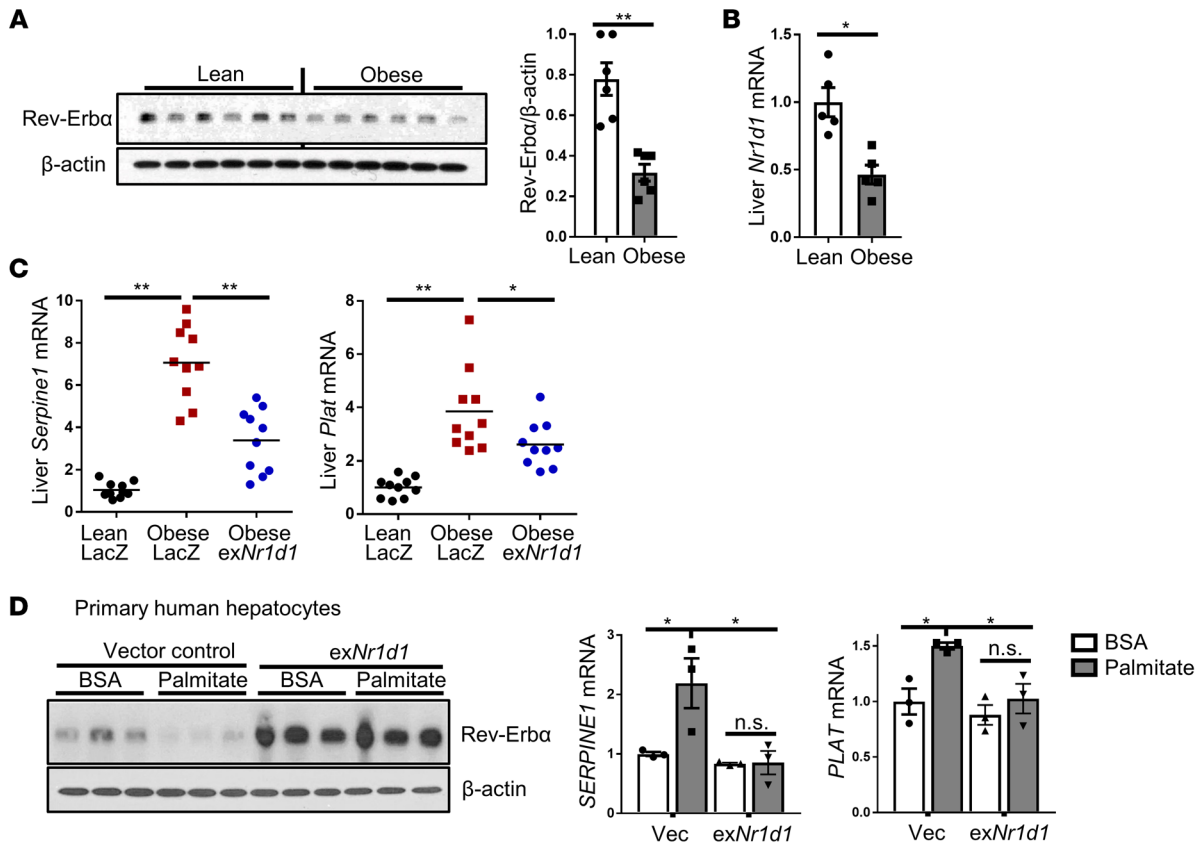 A
Lean Obese
Rev-Erbα
β-actin
**
Rev-Erbα/β-actin
1.0
0.8
0.6
0.4
0.2
0.0
Lean Obese
B
*
Liver Nr1d1 mRNA
1.5
1.0
0.5
0.0
Lean Obese
C
** **
Liver Serpine1 mRNA
10
8
6
4
2
0
Lean LacZ
Obese LacZ
Obese exNr1d1
** *
Liver Plat mRNA
8
6
4
2
0
Lean LacZ
Obese LacZ
Obese exNr1d1
D
Primary human hepatocytes
Vector control exNr1d1
BSA Palmitate BSA Palmitate
Rev-Erbα
β-actin
* *
n.s.
SERPINE1 mRNA
3
2
1
0
Vec exNr1d1
* *
n.s.
PLAT mRNA
1.5
1.0
0.5
0.0
Vec exNr1d1
BSA
Palmitate